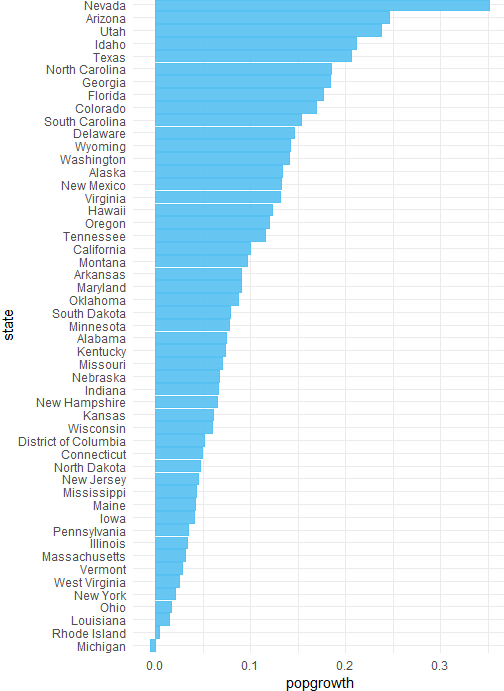 Nevada
Arizona
Utah
Idaho
Texas
North Carolina
Georgia
Florida
Colorado
South Carolina
Delaware
Wyoming
Washington
Alaska
New Mexico
Virginia
Hawaii
Oregon
Tennessee
California
Montana
Arkansas
Maryland
Oklahoma
South Dakota
Minnesota
Alabama
Kentucky
Missouri
Nebraska
Indiana
New Hampshire
Kansas
Wisconsin
District of Columbia
Connecticut
North Dakota
New Jersey
Mississippi
Maine
Iowa
Pennsylvania
Illinois
Massachusetts
Vermont
West Virginia
New York
Ohio
Louisiana
Rhode Island
Michigan
state
0.0 0.1 0.2 0.3
popgrowth